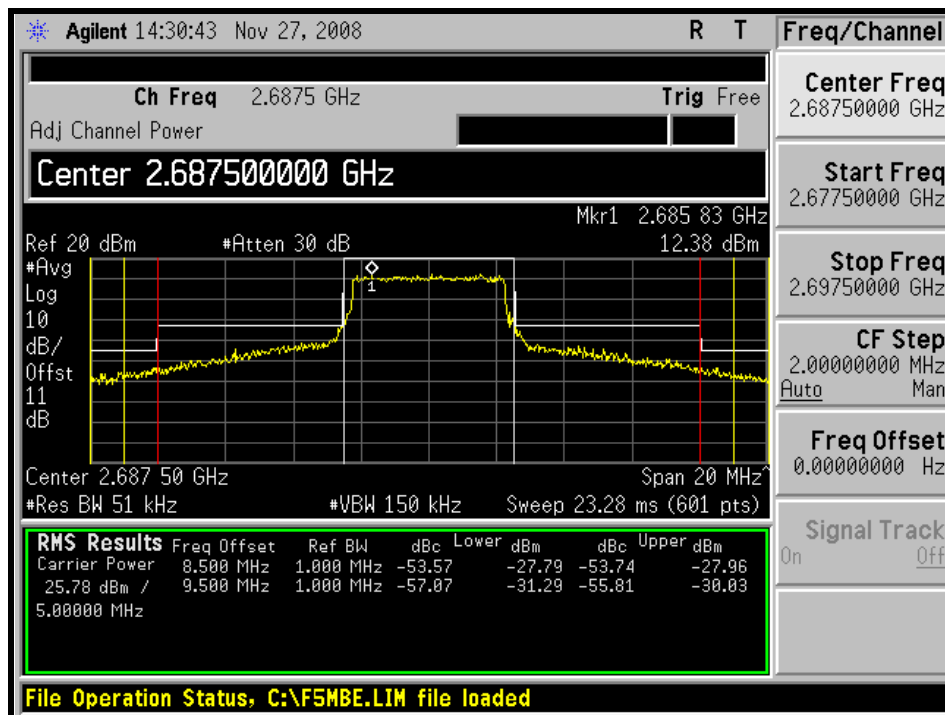 Agilent 14:30:43 Nov 27, 2008 R T
Freq/Channel
Ch Freq 2.6875 GHz Trig Free
Adj Channel Power
Center 2.687500000 GHz
Mkr1 2.685 83 GHz
Ref 20 dBm #Atten 30 dB 12.38 dBm
#Avg
Log
10
dB/
Offst
11
dB
1
Center 2.687 50 GHz Span 20 MHz^
#Res BW 51 kHz #VBW 150 kHz Sweep 23.28 ms (601 pts)
RMS Results Freq Offset Ref BW dBc Lower dBm dBc Upper dBm
Carrier Power 8.500 MHz 1.000 MHz -53.57 -27.79 -53.74 -27.96
25.78 dBm / 9.500 MHz 1.000 MHz -57.07 -31.29 -55.81 -30.03
5.00000 MHz
File Operation Status, C:\F5MBE.LIM file loaded
Center Freq
2.68750000 GHz
Start Freq
2.67750000 GHz
Stop Freq
2.69750000 GHz
CF Step
2.00000000 MHz
Auto Man
Freq Offset
0.00000000 Hz
Signal Track
On Off